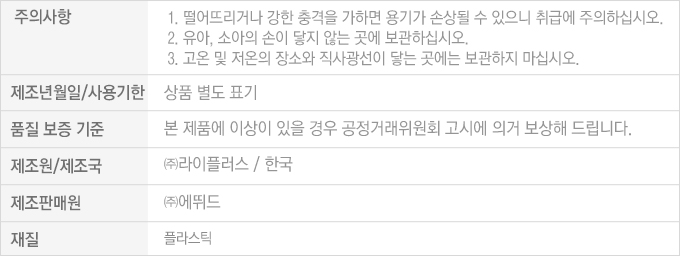 주의사항
1. 떨어뜨리거나 강한 충격을 가하면 용기가 손상될 수 있으니 취급에 주의하십시오.
2. 유아, 소아의 손이 닿지 않는 곳에 보관하십시오.
3. 고온 및 저온의 장소와 직사광선이 닿는 곳에는 보관하지 마십시오.
제조년월일/사용기한 상품 별도 표기
품질 보증 기준 본 제품에 이상이 있을 경우 공정거래위원회 고시에 의거 보상해 드립니다.
제조원/제조국 ㈜라이플러스 / 한국
제조판매원 ㈜에뛰드
재질 플라스틱